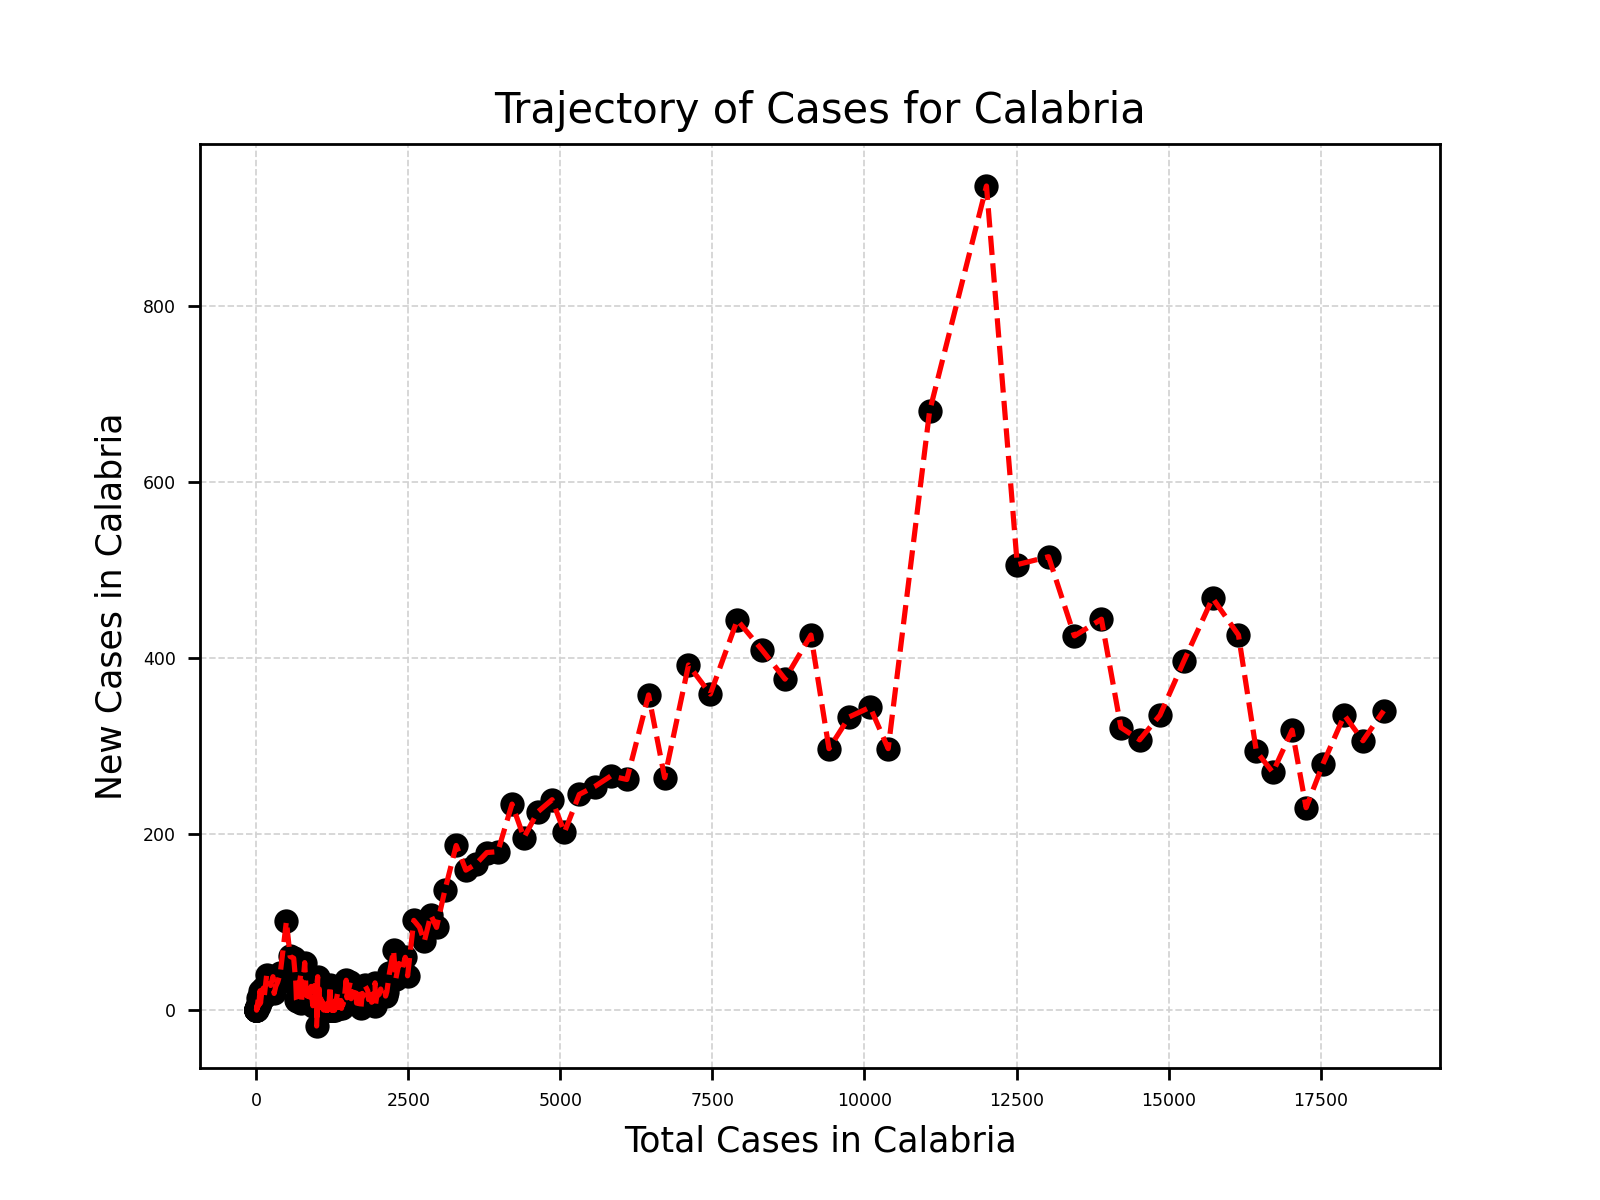 Trajectory of Cases for Calabria
New Cases in Calabria
800
600
400
200
0
0 2500 5000 7500 10000 12500 15000 17500
Total Cases in Calabria